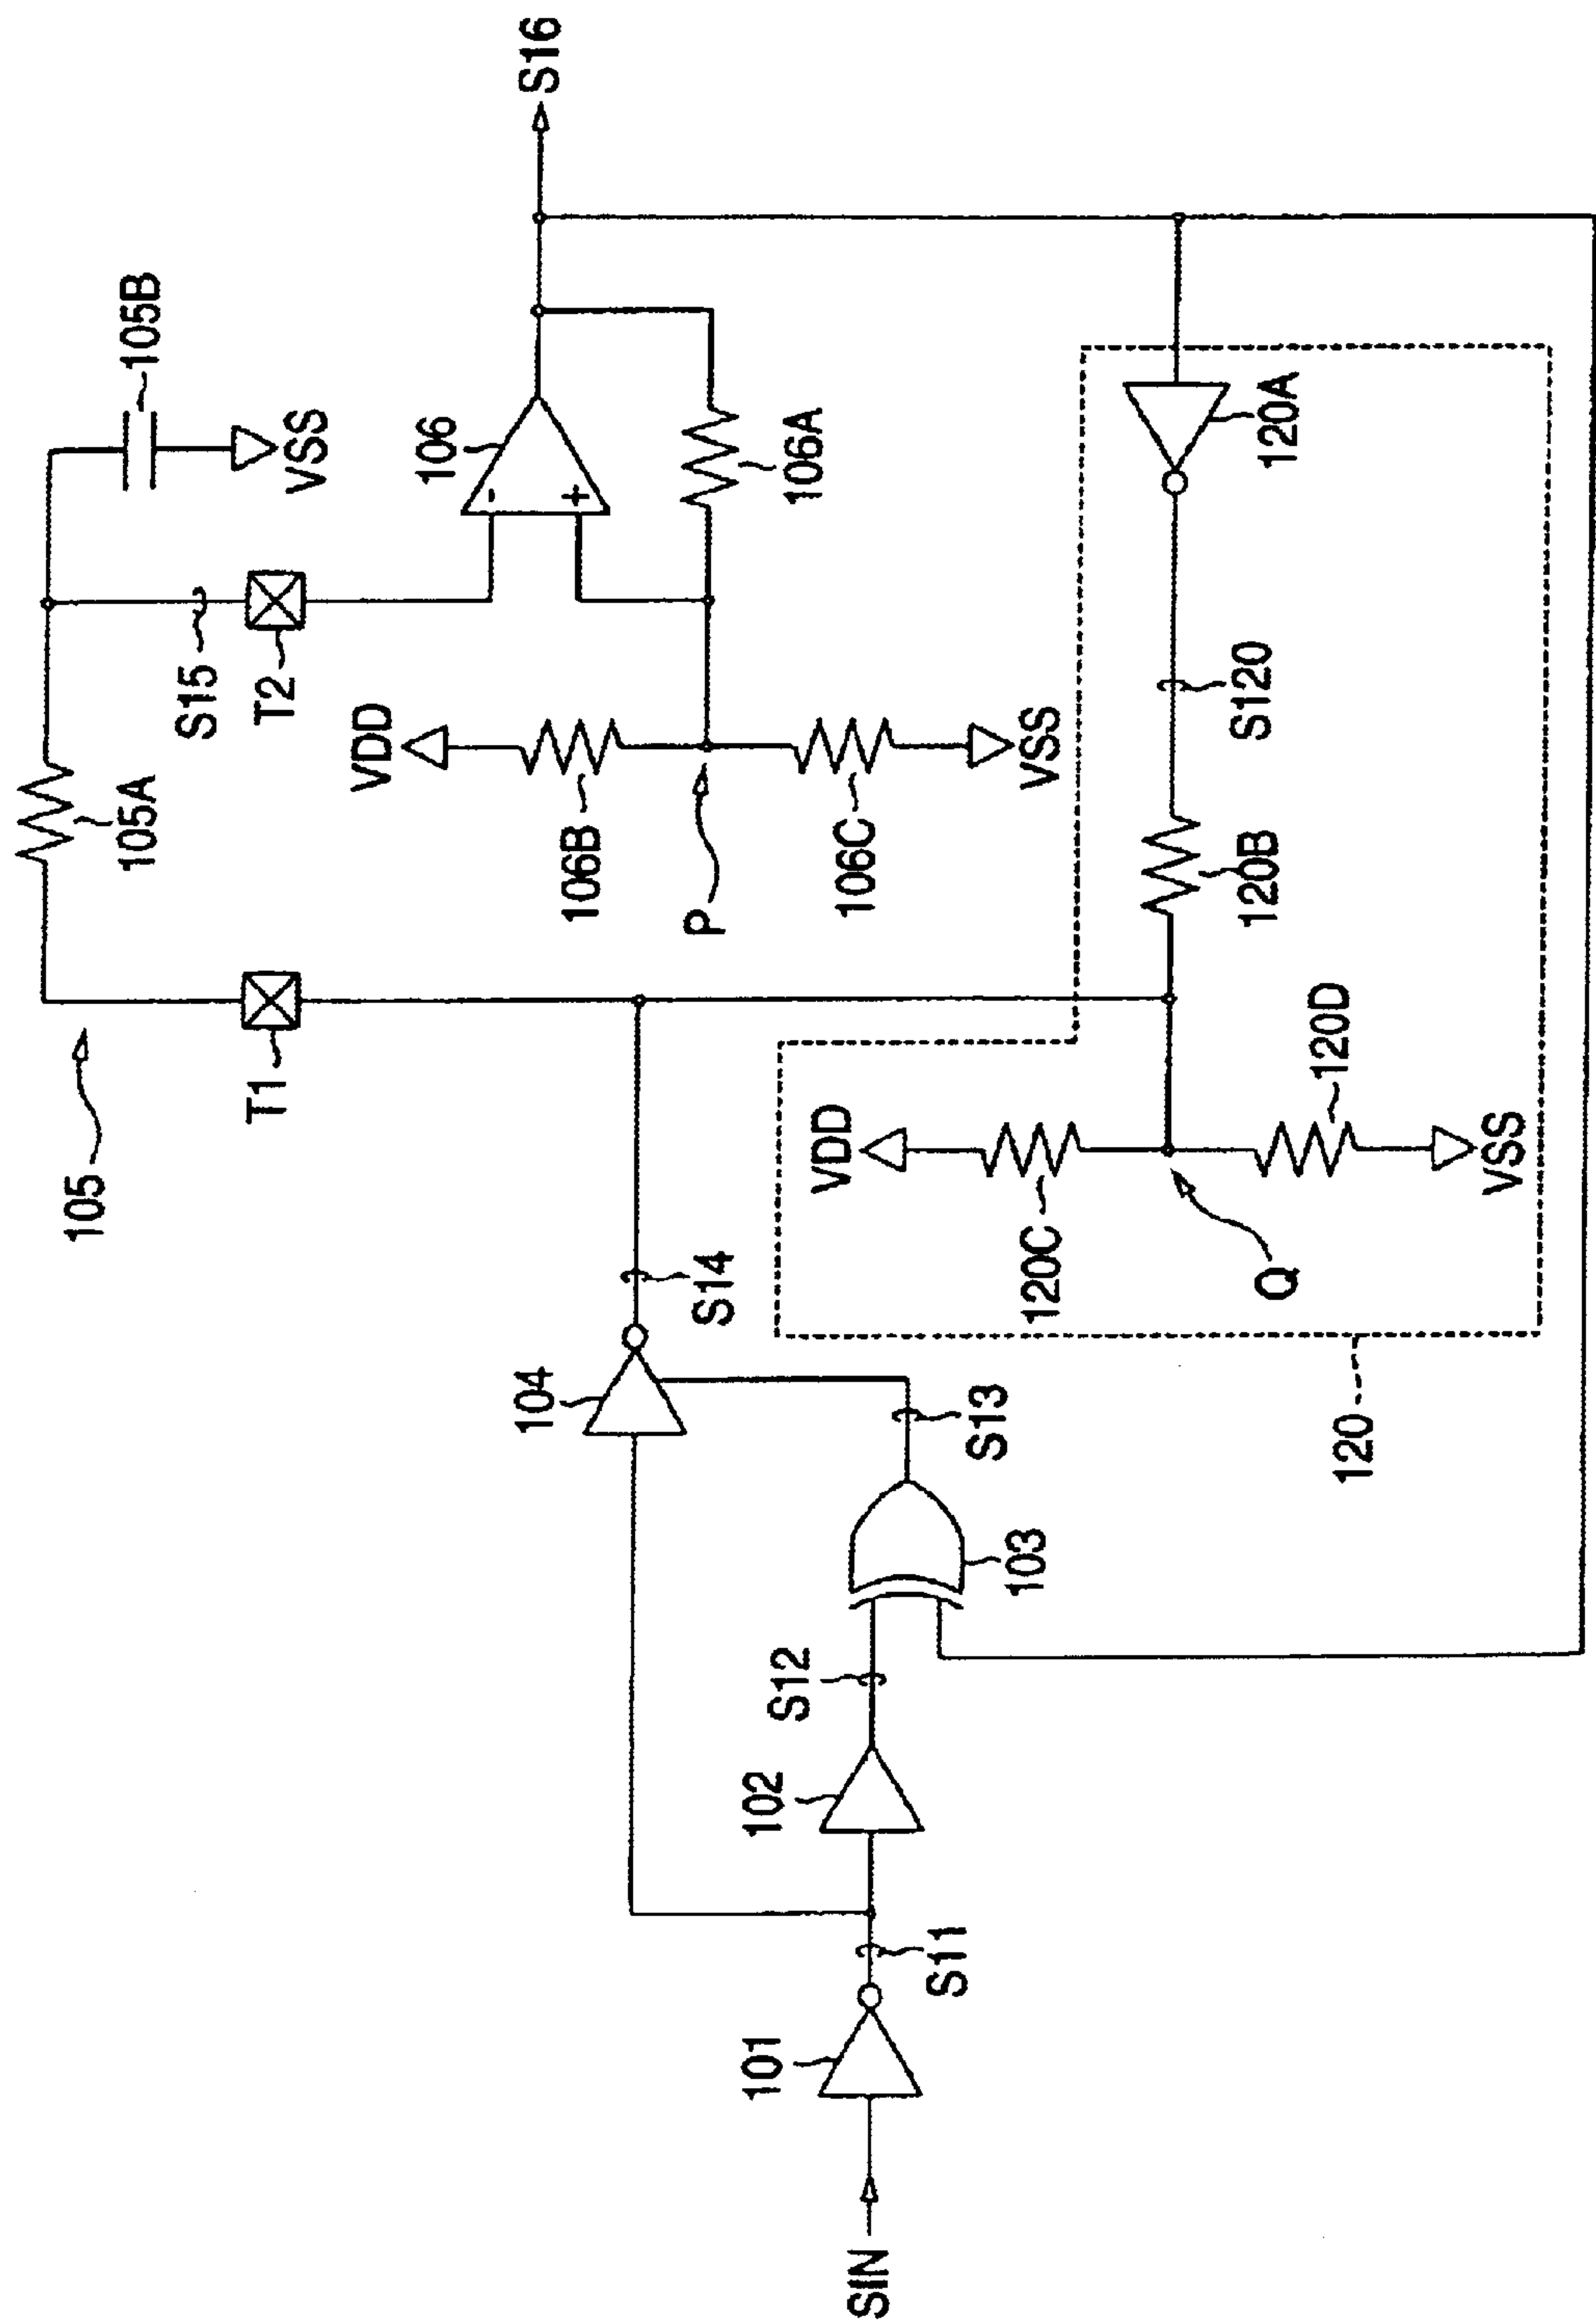 105
105A
105B
VSS
S15
T1
T2
VDD
106
106B
P
106C
VSS
106A
-
+
S16
104
S14
SIN
101
S11
102
S12
103
S13
VDD
120C
Q
120D
VSS
120B
S120
120A
120